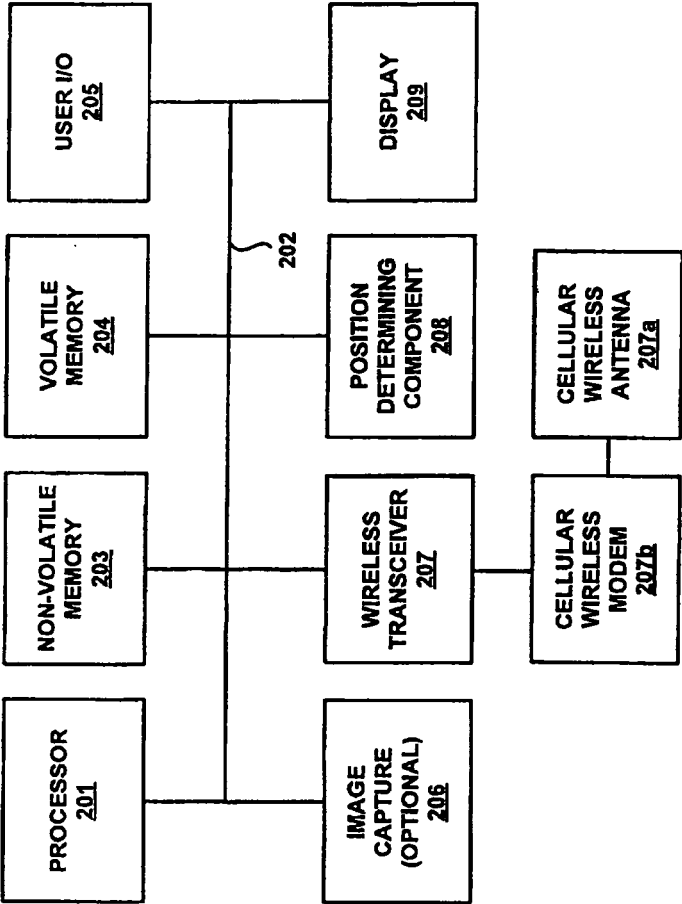 PROCESSOR
201
NON-VOLATILE
MEMORY
203
VOLATILE
MEMORY
204
USER I/O
205
202
IMAGE
CAPTURE
(OPTIONAL)
206
WIRELESS
TRANSCEIVER
207
POSITION
DETERMINING
COMPONENT
208
DISPLAY
209
CELLULAR
WIRELESS
MODEM
207b
CELLULAR
WIRELESS
ANTENNA
207a